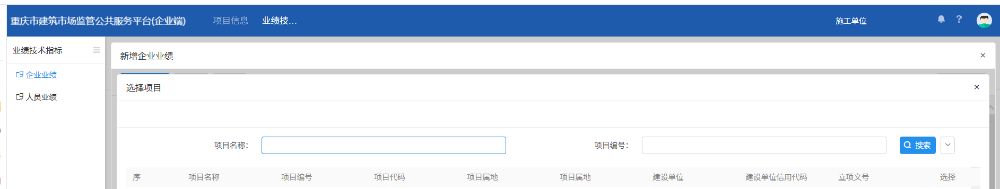 重庆市建筑市场监管公共服务平台(企业端) 项目信息 业绩技... 施工单位 ?
业绩技术指标
企业业绩
人员业绩
新增企业业绩 ×
选择项目 ×
项目名称: 项目编号: 搜索
序 项目名称 项目编号 项目代码 项目属地 项目属地 建设单位 建设单位信用代码 立项文号 选择